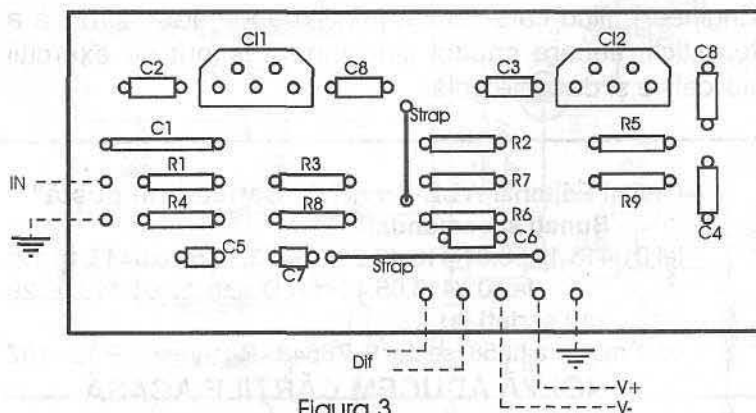 CI1
CI2
C2
C8
C3
C8
Strap
C1
R2
R5
IN
R1
R3
R7
R9
R4
R8
R6
C4
C5
C7
C6
Strap
Dif
V+
V-
Figura 3